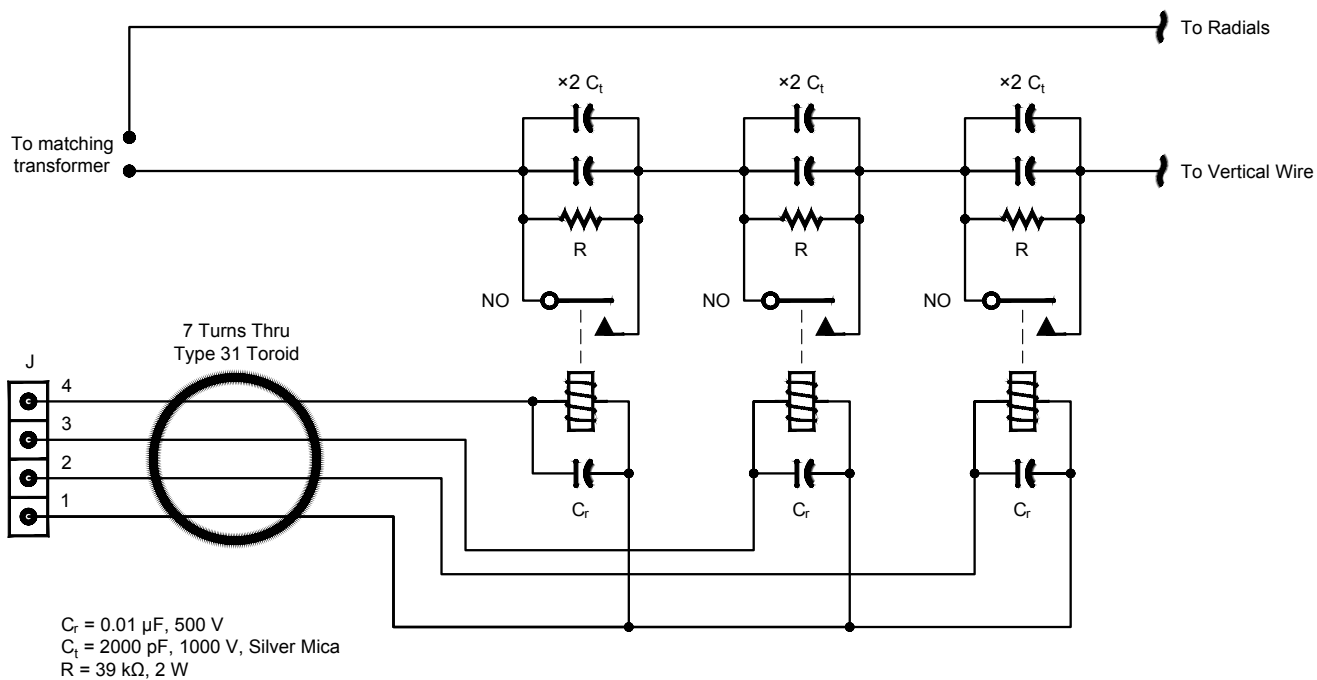 To Radials
×2 Cₜ
×2 Cₜ
×2 Cₜ
To matching
transformer
To Vertical Wire
R
R
R
NO
NO
NO
7 Turns Thru
Type 31 Toroid
J
4
3
2
1
Cᵣ
Cᵣ
Cᵣ
Cᵣ = 0.01 µF, 500 V
Cₜ = 2000 pF, 1000 V, Silver Mica
R = 39 kΩ, 2 W